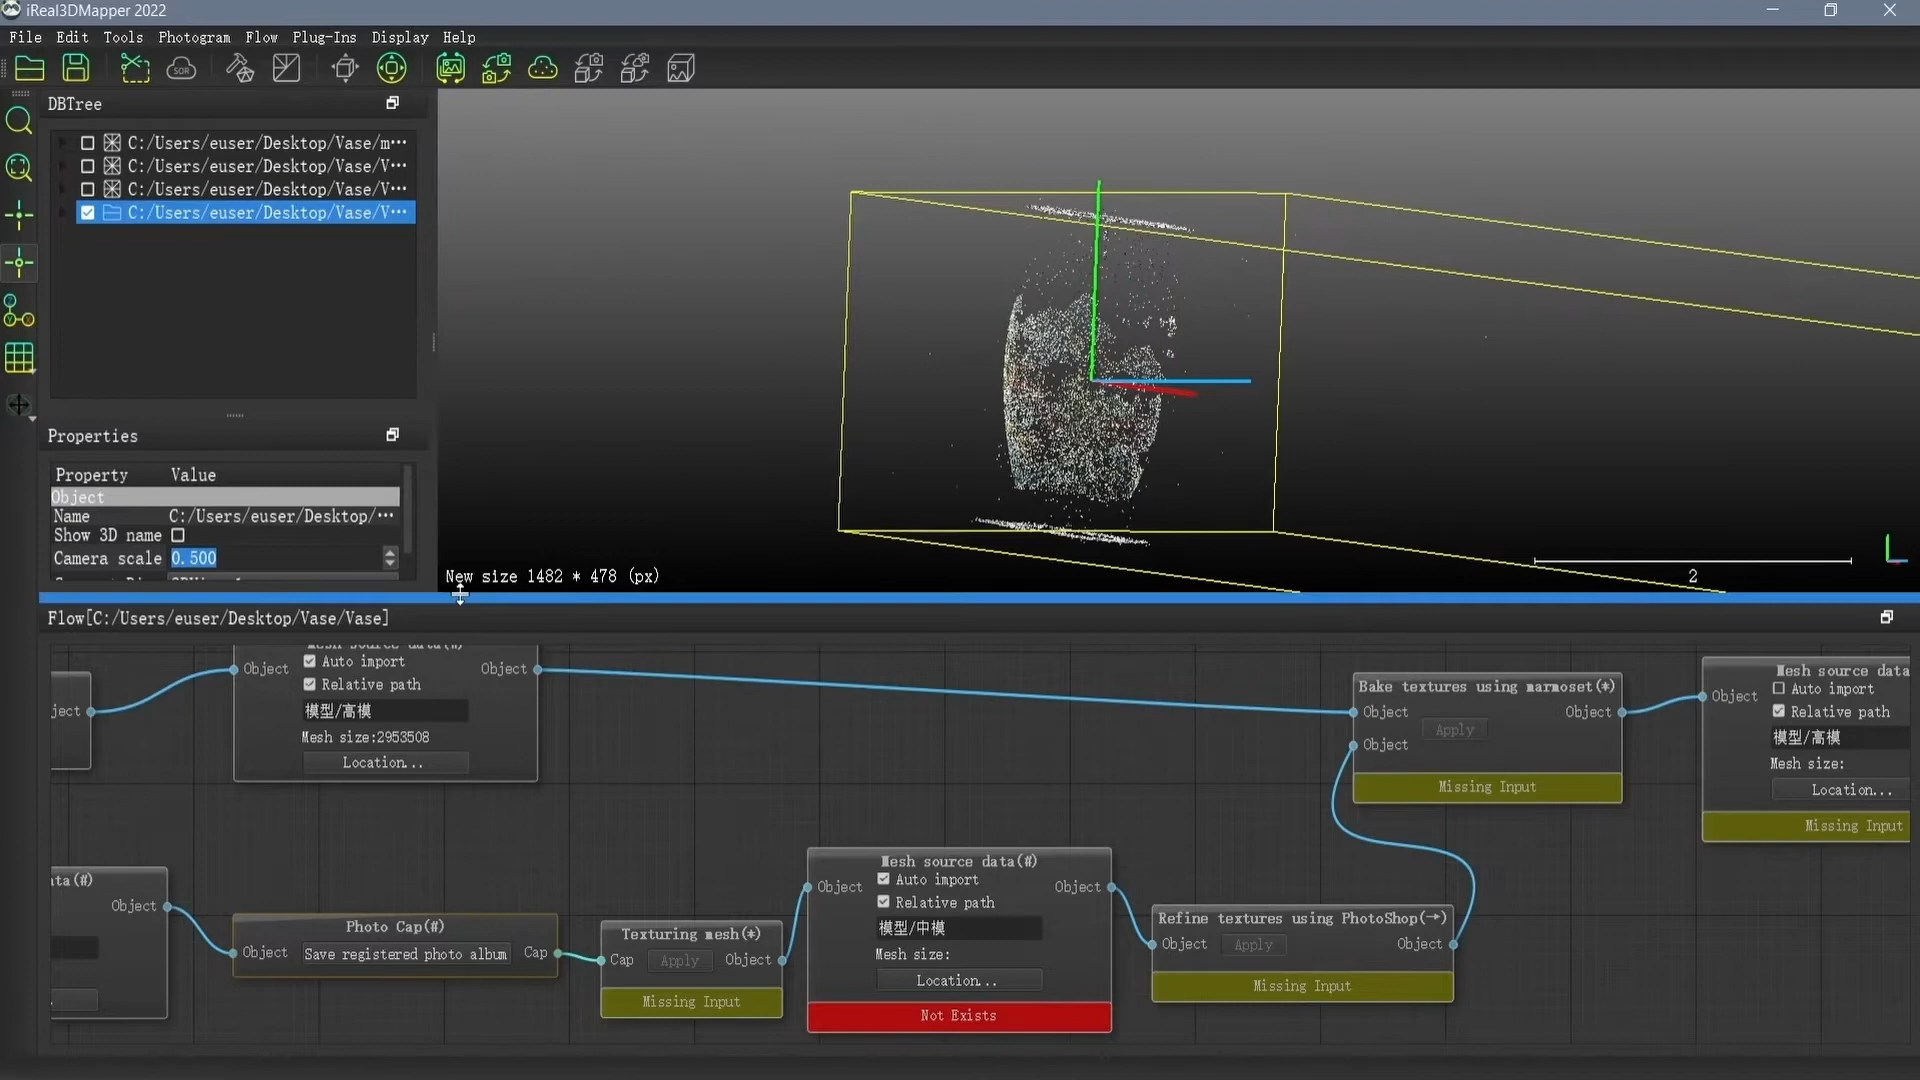 iReal3DMapper 2022
File Edit Tools Photogram Flow Plug-Ins Display Help
SOR
DBTree
C:/Users/euser/Desktop/Vase/m···
C:/Users/euser/Desktop/Vase/V···
C:/Users/euser/Desktop/Vase/V···
C:/Users/euser/Desktop/Vase/V···
Properties
Property Value
Object
Name C:/Users/euser/Desktop/···
Show 3D name
Camera scale 0.500
New size 1482 * 478 (px)
2
Flow[C:/Users/euser/Desktop/Vase/Vase]
ject
Mesh source data(#)
Object Auto import Object
Relative path
模型/高模
Mesh size:2953508
Location...
Bake textures using marmoset(*)
Object Apply Object
Object
Missing Input
Mesh source data
Object Auto import
Relative path
模型/高模
Mesh size:
Location...
Missing Input
ta(#)
Object
Photo Cap(#)
Object Save registered photo album Cap
Texturing mesh(*)
Cap Apply Object
Missing Input
Mesh source data(#)
Object Auto import Object
Relative path
模型/中模
Mesh size:
Location...
Not Exists
Refine textures using PhotoShop(→)
Object Apply Object
Missing Input